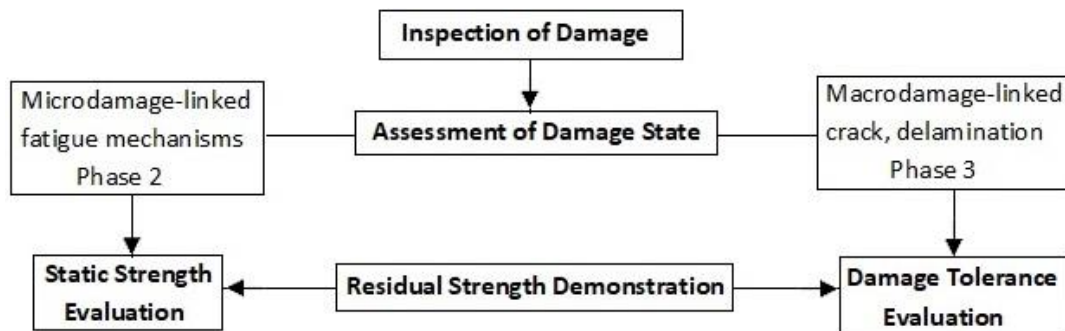 Inspection of Damage
Microdamage-linked
fatigue mechanisms
Phase 2
Assessment of Damage State
Macrodamage-linked
crack, delamination
Phase 3
Static Strength
Evaluation
Residual Strength Demonstration
Damage Tolerance
Evaluation